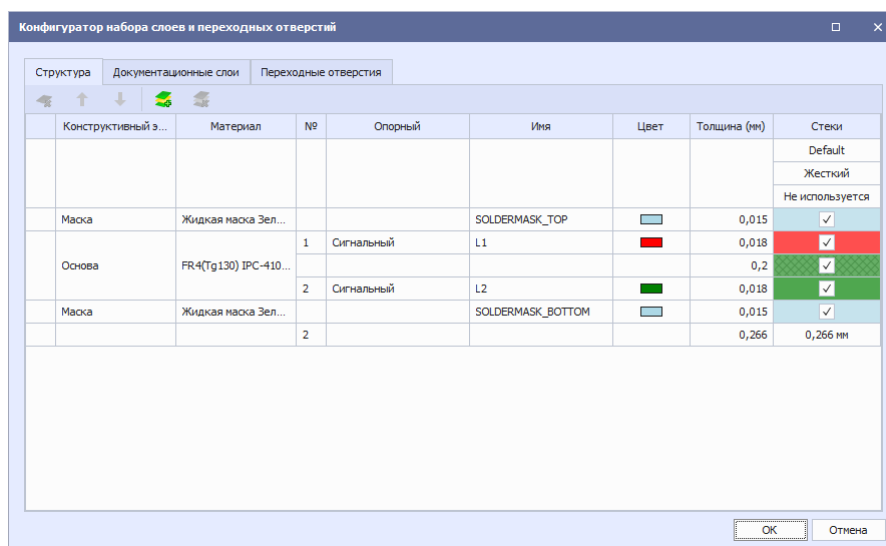 Конфигуратор набора слоев и переходных отверстий
Структура Документационные слои Переходные отверстия
Конструктивный э... Материал № Опорный Имя Цвет Толщина (мм) Стеки
Default
Жесткий
Не используется
Маска Жидкая маска Зел... SOLDERMASK_TOP 0,015
1 Сигнальный L1 0,018
Основа FR4(Tg130) IPC-410... 0,2
2 Сигнальный L2 0,018
Маска Жидкая маска Зел... SOLDERMASK_BOTTOM 0,015
2 0,266 0,266 мм
OK Отмена